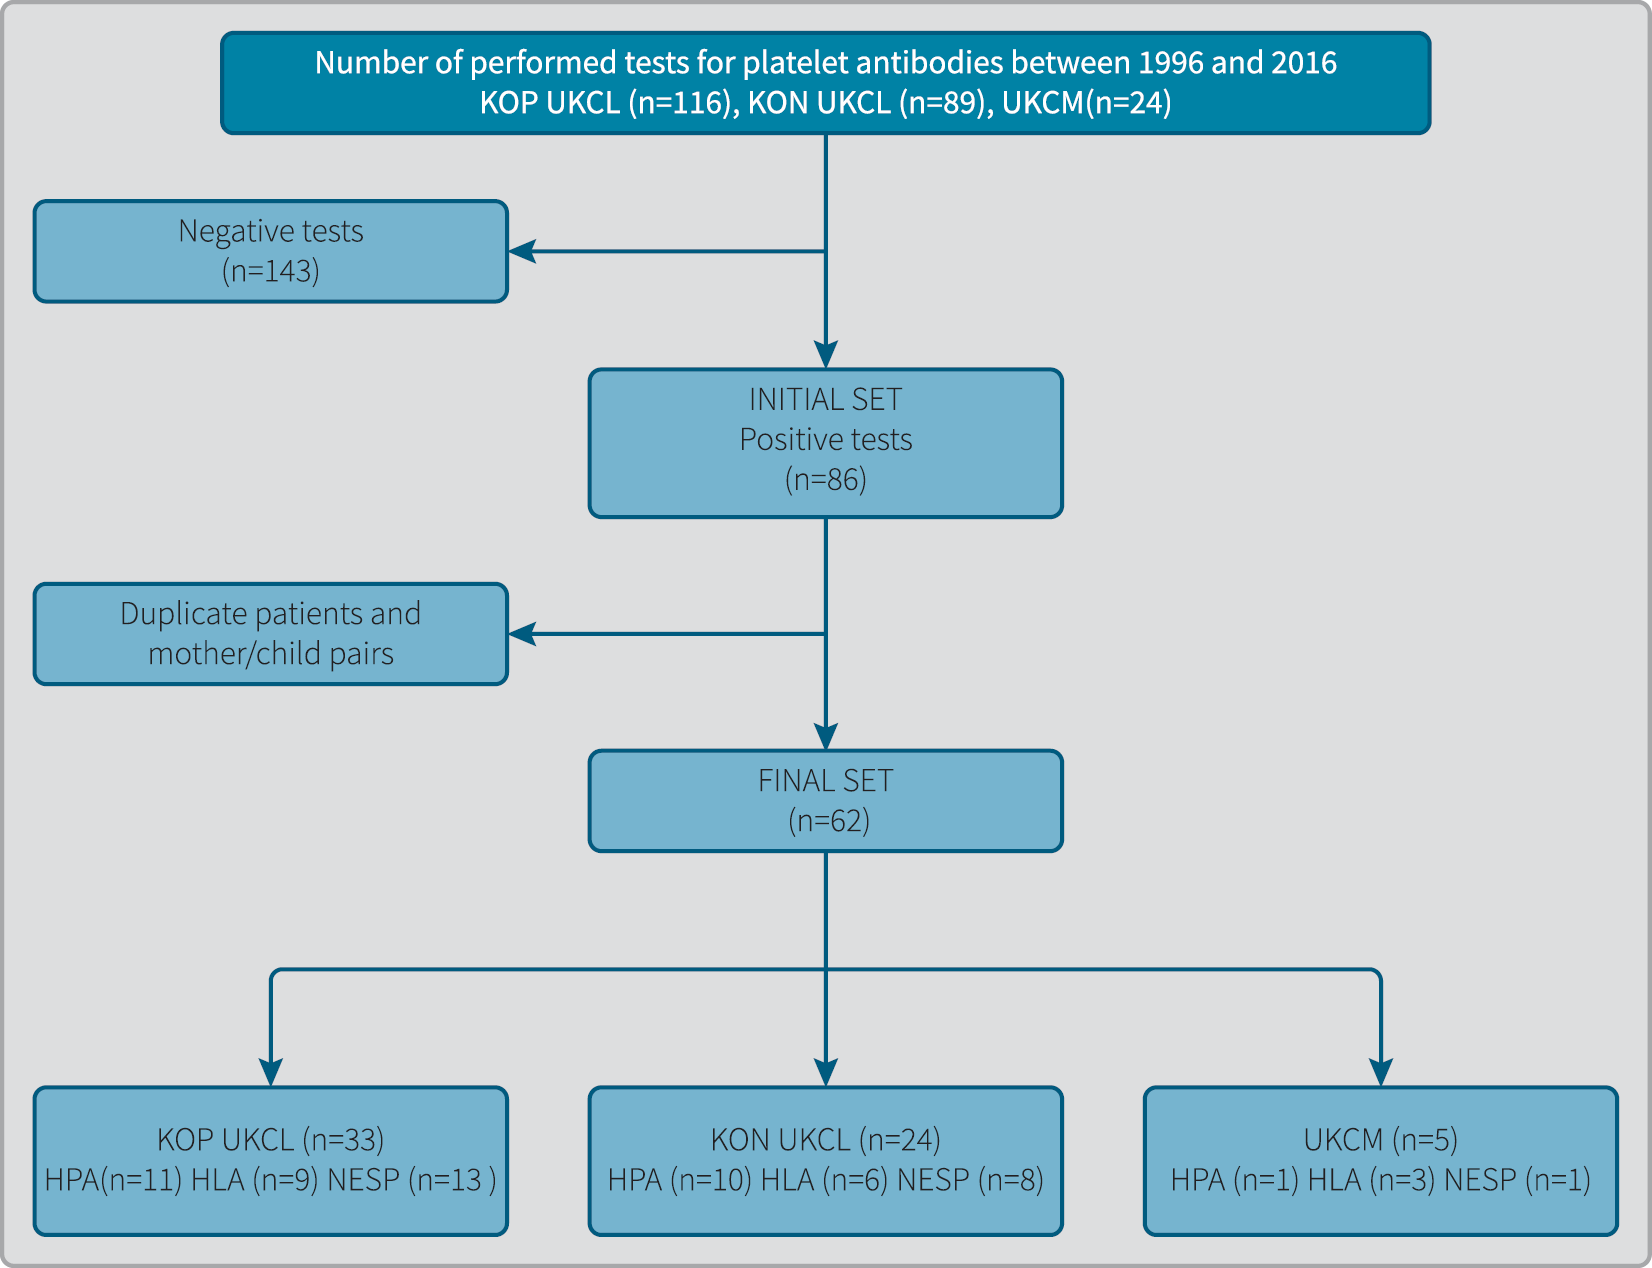 Number of performed tests for platelet antibodies between 1996 and 2016
KOP UKCL (n=116), KON UKCL (n=89), UKCM(n=24)
Negative tests
(n=143)
INITIAL SET
Positive tests
(n=86)
Duplicate patients and
mother/child pairs
FINAL SET
(n=62)
KOP UKCL (n=33)
HPA(n=11) HLA (n=9) NESP (n=13 )
KON UKCL (n=24)
HPA (n=10) HLA (n=6) NESP (n=8)
UKCM (n=5)
HPA (n=1) HLA (n=3) NESP (n=1)